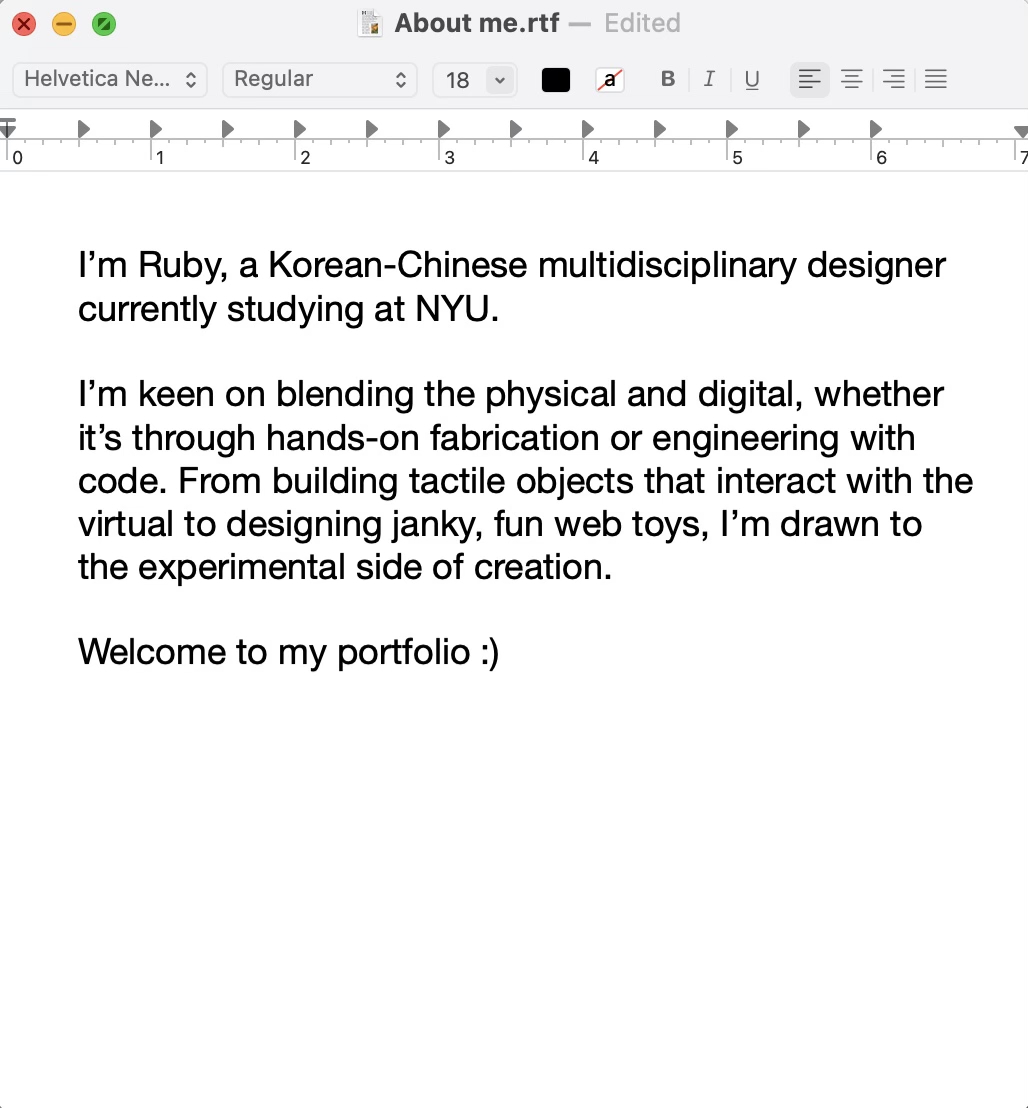 About me.rtf — Edited
Helvetica Ne... Regular 18 a B I U
0 1 2 3 4 5 6 7
I’m Ruby, a Korean-Chinese multidisciplinary designer
currently studying at NYU.
I’m keen on blending the physical and digital, whether
it’s through hands-on fabrication or engineering with
code. From building tactile objects that interact with the
virtual to designing janky, fun web toys, I’m drawn to
the experimental side of creation.
Welcome to my portfolio :)